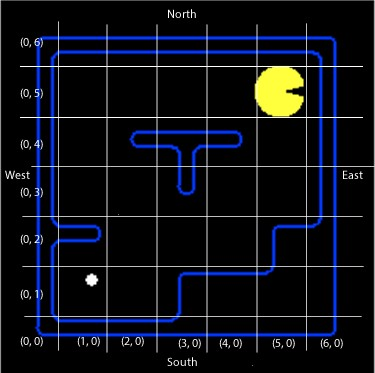 North
(0, 6)
(0, 5)
(0, 4)
West
East
(0, 3)
(0, 2)
(0, 1)
(0, 0) (1, 0) (2, 0) (3, 0) (4, 0) (5, 0) (6, 0)
South